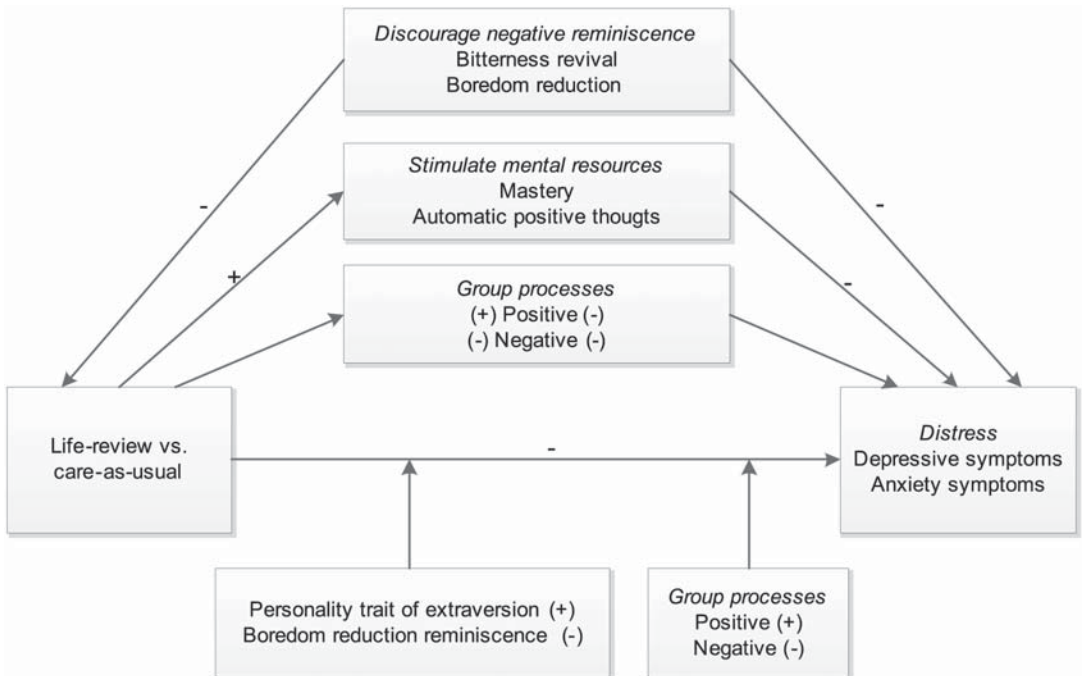 Discourage negative reminiscence
Bitterness revival
Boredom reduction
Stimulate mental resources
Mastery
Automatic positive thougts
-
-
+
-
Group processes
(+) Positive (-)
(-) Negative (-)
Life-review vs.
care-as-usual
-
Distress
Depressive symptoms
Anxiety symptoms
Personality trait of extraversion (+)
Boredom reduction reminiscence (-)
Group processes
Positive (+)
Negative (-)